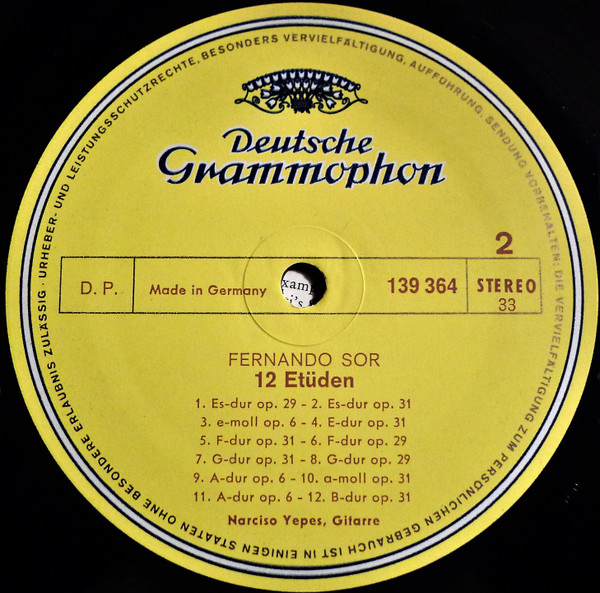 URHEBER- UND LEISTUNGSSCHUTZRECHTE, BESONDERS VERVIELFÄLTIGUNG, AUFFÜHRUNG, SENDUNG VORBEHALTEN; DIE VERVIELFÄLTIGUNG ZUM PERSÖNLICHEN GEBRAUCH IST IN EINIGEN STAATEN OHNE BESONDERE ERLAUBNIS ZULÄSSIG ·
Deutsche
Grammophon
2
D. P. Made in Germany 139 364 STEREO
33
FERNANDO SOR
12 Etüden
1. Es-dur op. 29 - 2. Es-dur op. 31
3. e-moll op. 6 - 4. E-dur op. 31
5. F-dur op. 31 - 6. F-dur op. 29
7. G-dur op. 31 - 8. G-dur op. 29
9. A-dur op. 6 - 10. a-moll op. 31
11. A-dur op. 6 - 12. B-dur op. 31
Narciso Yepes, Gitarre